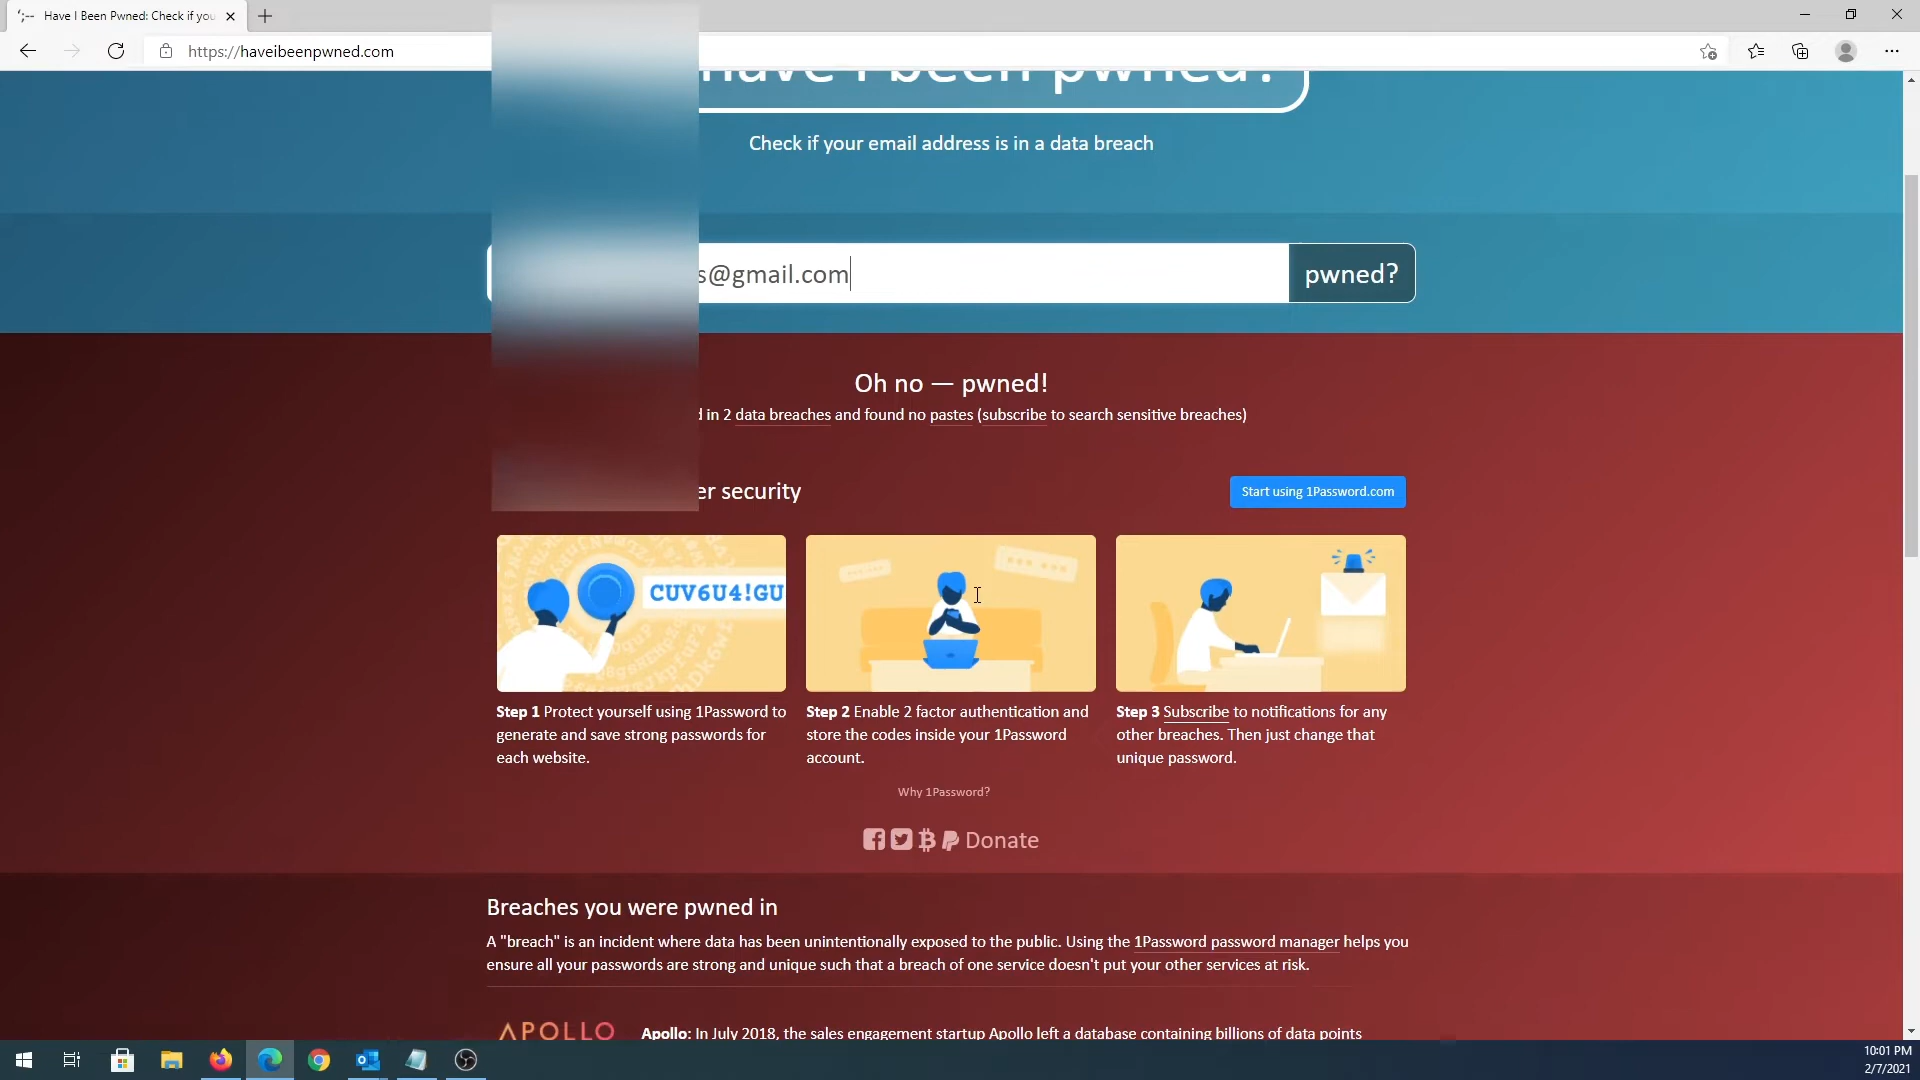 Have I Been Pwned: Check if you
https://haveibeenpwned.com
have i been pwned?
Check if your email address is in a data breach
s@gmail.com
pwned?
Oh no — pwned!
in 2 data breaches and found no pastes (subscribe to search sensitive breaches)
er security
Start using 1Password.com
CUV6U4!GU
Step 1 Protect yourself using 1Password to
generate and save strong passwords for
each website.
Step 2 Enable 2 factor authentication and
store the codes inside your 1Password
account.
Step 3 Subscribe to notifications for any
other breaches. Then just change that
unique password.
Why 1Password?
Donate
Breaches you were pwned in
A "breach" is an incident where data has been unintentionally exposed to the public. Using the 1Password password manager helps you
ensure all your passwords are strong and unique such that a breach of one service doesn't put your other services at risk.
APOLLO
Apollo: In July 2018, the sales engagement startup Apollo left a database containing billions of data points
10:01 PM
2/7/2021